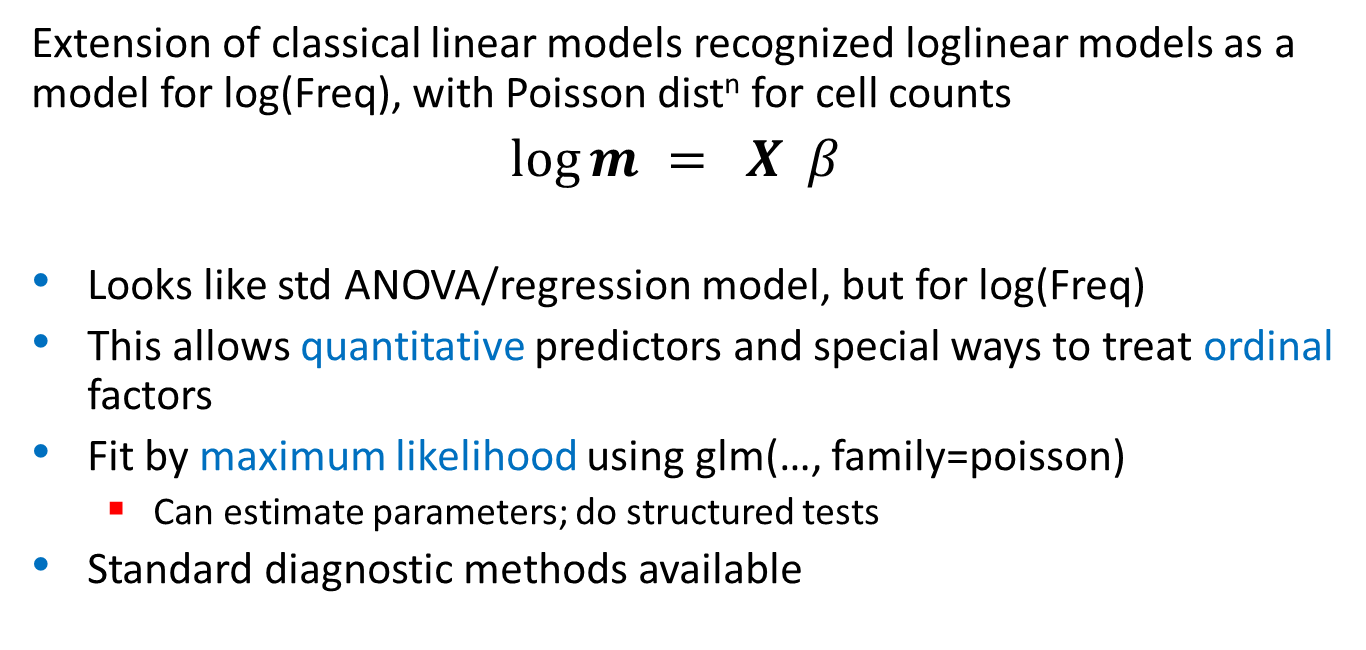 Extension of classical linear models recognized loglinear models as a
model for log(Freq), with Poisson distⁿ for cell counts
log m = X β
• Looks like std ANOVA/regression model, but for log(Freq)
• This allows quantitative predictors and special ways to treat ordinal
factors
• Fit by maximum likelihood using glm(…, family=poisson)
▪ Can estimate parameters; do structured tests
• Standard diagnostic methods available